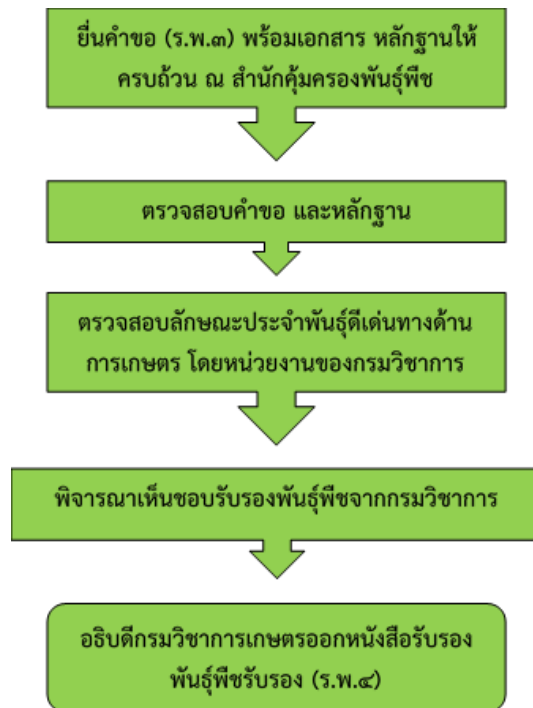 ยื่นคำขอ (ร.พ.๓) พร้อมเอกสาร หลักฐานให้
ครบถ้วน ณ สำนักคุ้มครองพันธุ์พืช
ตรวจสอบคำขอ และหลักฐาน
ตรวจสอบลักษณะประจำพันธุ์ดีเด่นทางด้าน
การเกษตร โดยหน่วยงานของกรมวิชาการ
พิจารณาเห็นชอบรับรองพันธุ์พืชจากกรมวิชาการ
อธิบดีกรมวิชาการเกษตรออกหนังสือรับรอง
พันธุ์พืชรับรอง (ร.พ.๔)